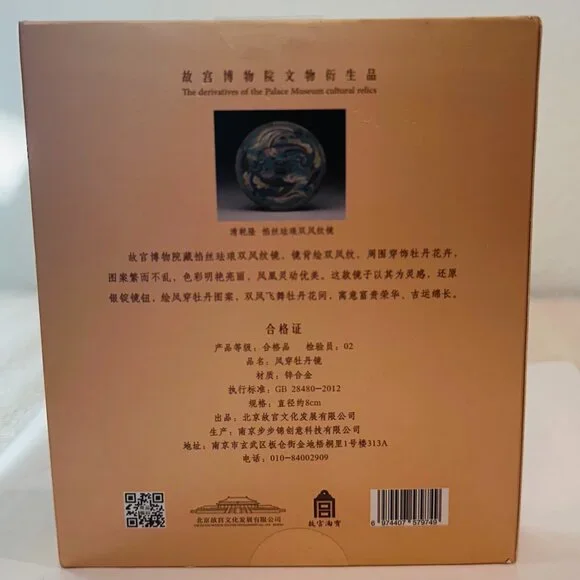 故宫博物院文物衍生品
The derivatives of the Palace Museum cultural relics
清乾隆 掐丝珐琅双凤纹镜
故宫博物院藏掐丝珐琅双凤纹镜，镜背绘双凤纹、周围穿饰牡丹花卉，
图案繁而不乱，色彩明艳亮丽，凤凰灵动优美。这款镜子以其为灵感，还原
银锭镜钮，绘凤穿牡丹图案，双凤飞舞牡丹花间，寓意富贵荣华、吉运绵长。
合格证
产品等级：合格品 检验员：02
品名：凤穿牡丹镜
材质：锌合金
执行标准：GB 28480—2012
规格：直径约8cm
出品：北京故宫文化发展有限公司
生产：南京步步锦创意科技有限公司
地址：南京市玄武区板仓街金地梧桐里1号楼313A
电话：010-84002909
北京故宫文化发展有限公司
故宫淘宝
6 974407 579749